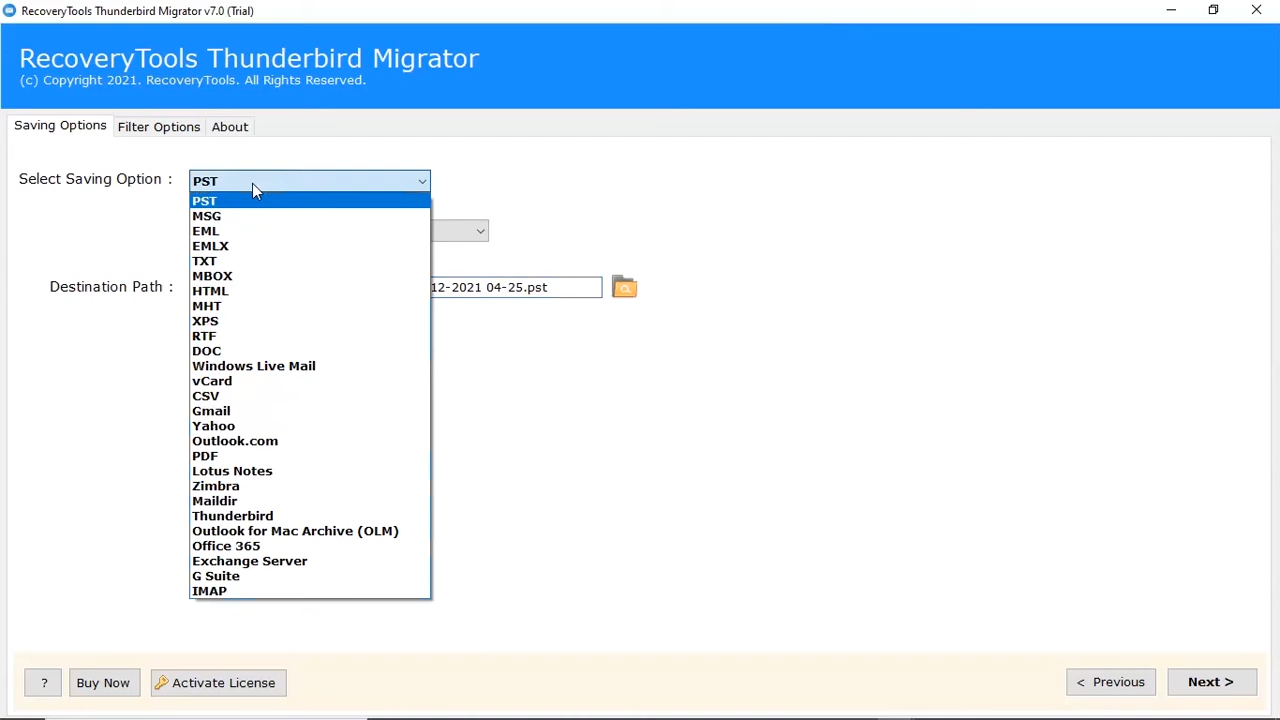 RecoveryTools Thunderbird Migrator v7.0 (Trial)
RecoveryTools Thunderbird Migrator
(c) Copyright 2021. RecoveryTools. All Rights Reserved.
Saving Options Filter Options About
Select Saving Option : PST
PST
MSG
EML
EMLX
TXT
MBOX
HTML
MHT
XPS
RTF
DOC
Windows Live Mail
vCard
CSV
Gmail
Yahoo
Outlook.com
PDF
Lotus Notes
Zimbra
Maildir
Thunderbird
Outlook for Mac Archive (OLM)
Office 365
Exchange Server
G Suite
IMAP
Destination Path : 12-2021 04-25.pst
? Buy Now Activate License < Previous Next >